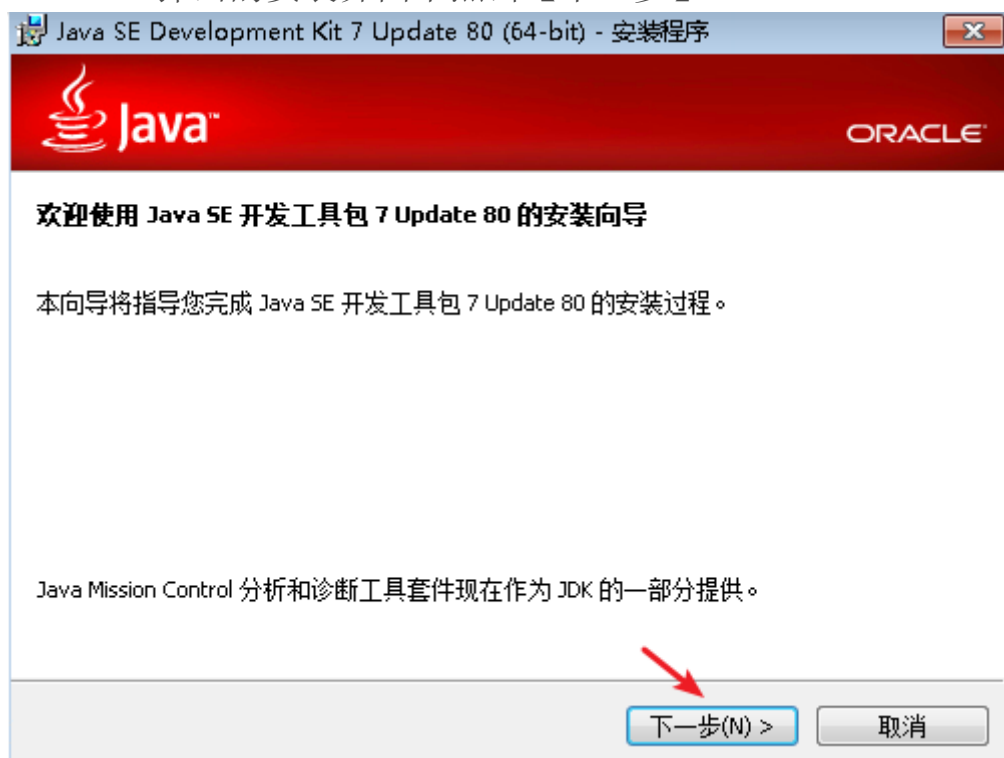 Java SE Development Kit 7 Update 80 (64-bit) - 安装程序
Java™
ORACLE
欢迎使用 Java SE 开发工具包 7 Update 80 的安装向导
本向导将指导您完成 Java SE 开发工具包 7 Update 80 的安装过程。
Java Mission Control 分析和诊断工具套件现在作为 JDK 的一部分提供。
下一步(N) >
取消